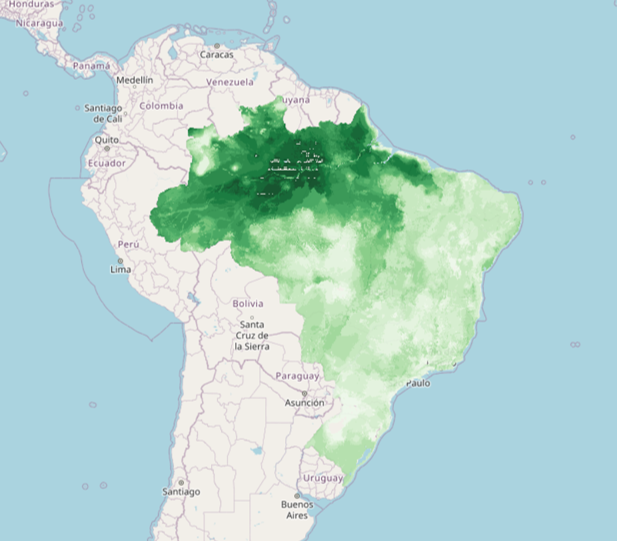 Honduras
Nicaragua
Panamá
Caracas
Medellín
Venezuela
Colombia
uyana
Santiago
de Cali
Quito
Ecuador
Perú
Lima
Bolivia
Santa
Cruz de
la Sierra
Paraguay
Paulo
Asunción
Uruguay
Santiago
Buenos
Aires